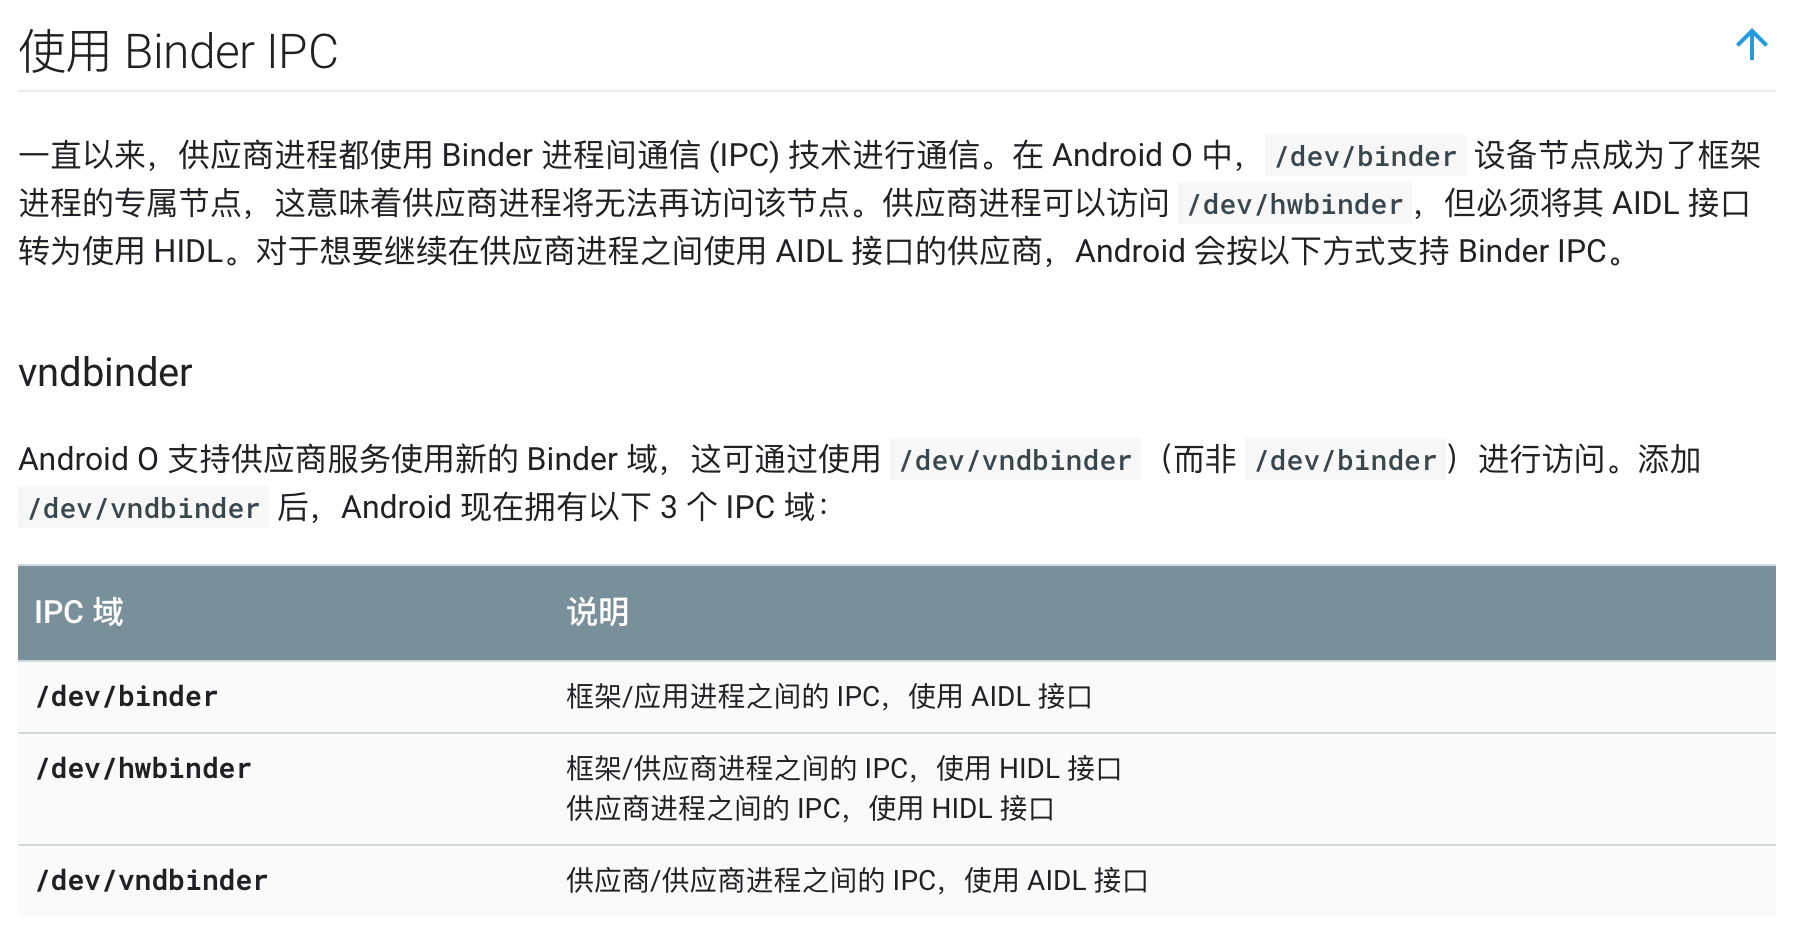 使用 Binder IPC
一直以来，供应商进程都使用 Binder 进程间通信 (IPC) 技术进行通信。在 Android O 中， /dev/binder 设备节点成为了框架
进程的专属节点，这意味着供应商进程将无法再访问该节点。供应商进程可以访问 /dev/hwbinder，但必须将其 AIDL 接口
转为使用 HIDL。对于想要继续在供应商进程之间使用 AIDL 接口的供应商，Android 会按以下方式支持 Binder IPC。
vndbinder
Android O 支持供应商服务使用新的 Binder 域，这可通过使用 /dev/vndbinder（而非 /dev/binder）进行访问。添加
/dev/vndbinder 后，Android 现在拥有以下 3 个 IPC 域：
IPC 域 说明
/dev/binder 框架/应用进程之间的 IPC，使用 AIDL 接口
/dev/hwbinder 框架/供应商进程之间的 IPC，使用 HIDL 接口
供应商进程之间的 IPC，使用 HIDL 接口
/dev/vndbinder 供应商/供应商进程之间的 IPC，使用 AIDL 接口